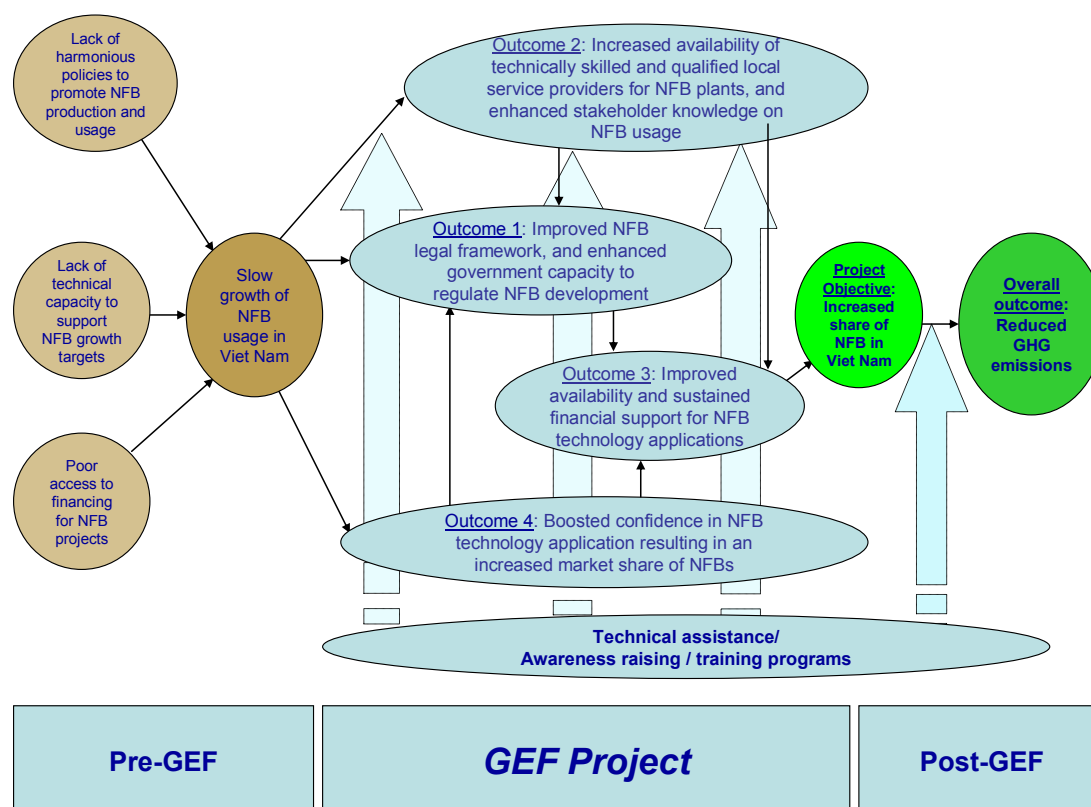 Lack of
harmonious
policies to
promote NFB
production and
usage
Lack of
technical
capacity to
support
NFB growth
targets
Poor
access to
financing
for NFB
projects
Slow
growth of
NFB
usage in
Viet Nam
Outcome 2: Increased availability of
technically skilled and qualified local
service providers for NFB plants, and
enhanced stakeholder knowledge on
NFB usage
Outcome 1: Improved NFB
legal framework, and enhanced
government capacity to
regulate NFB development
Outcome 3: Improved
availability and sustained
financial support for NFB
technology applications
Outcome 4: Boosted confidence in NFB
technology application resulting in an
increased market share of NFBs
Project
Objective:
Increased
share of
NFB in
Viet Nam
Overall
outcome:
Reduced
GHG
emissions
Technical assistance/
Awareness raising / training programs
Pre-GEF
GEF Project
Post-GEF